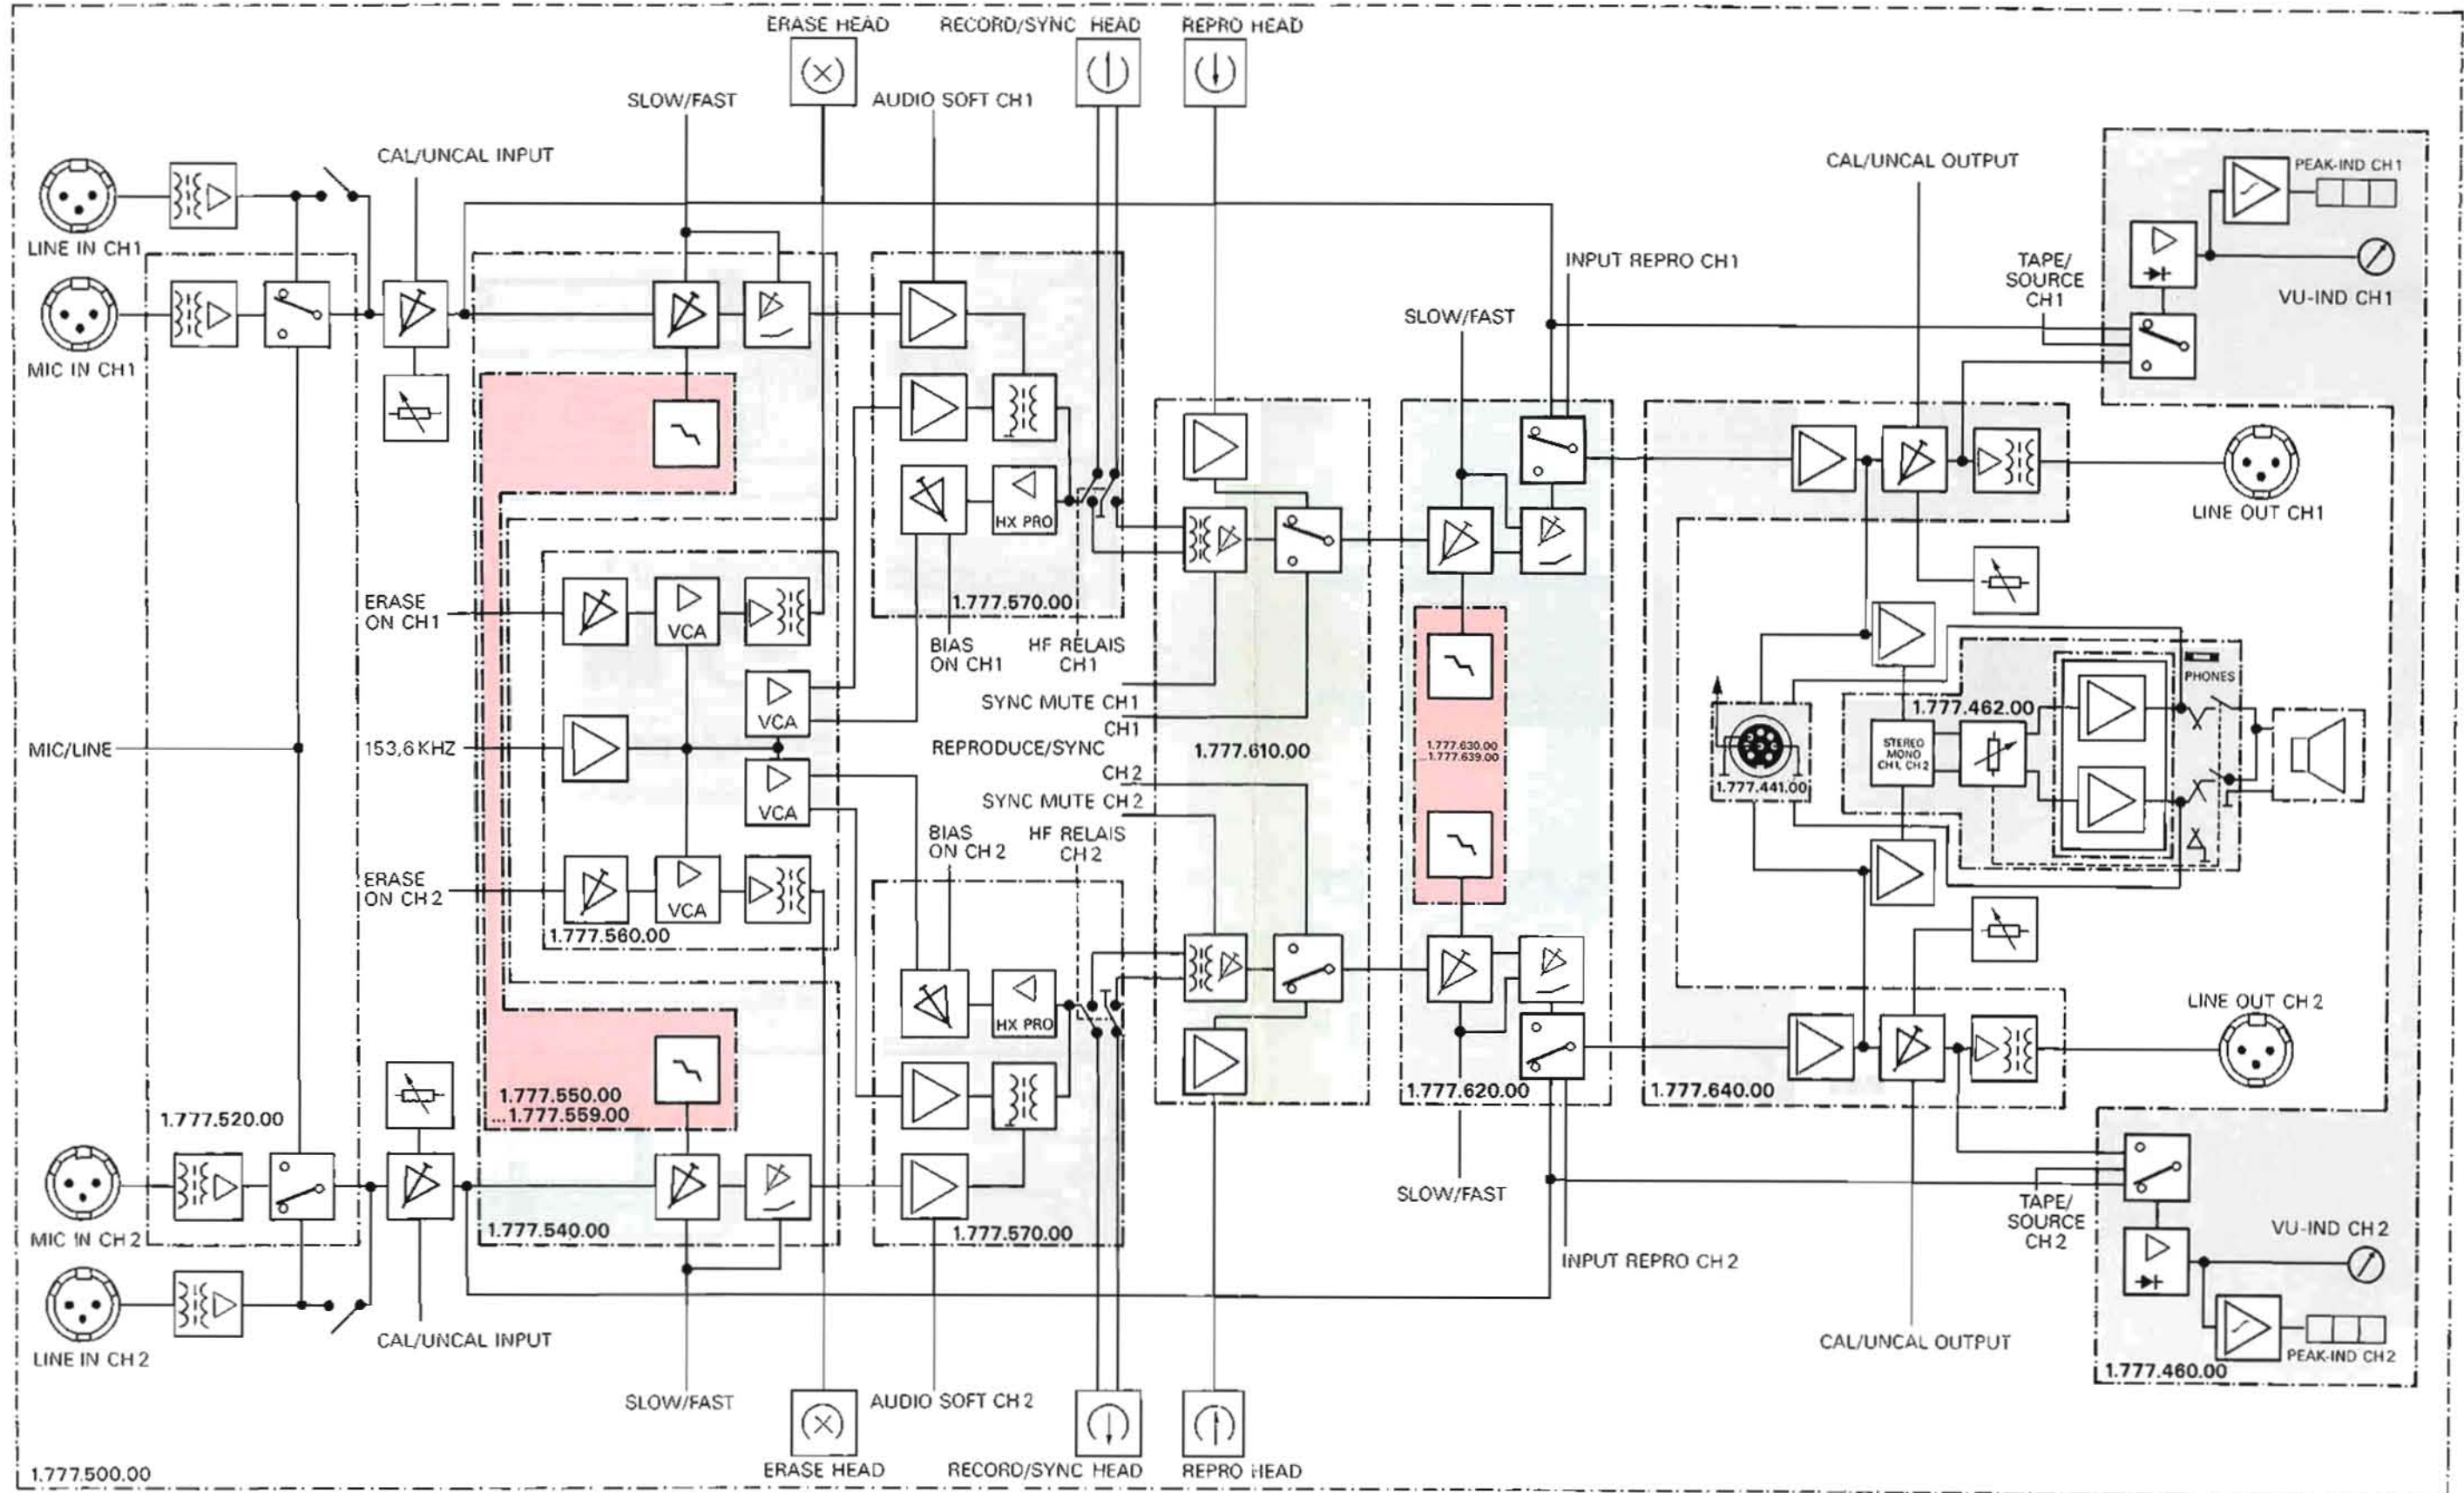 ERASE HEAD
RECORD/SYNC HEAD
REPRO HEAD
SLOW/FAST
AUDIO SOFT CH1
CAL/UNCAL INPUT
CAL/UNCAL OUTPUT
PEAK-IND CH1
LINE IN CH1
INPUT REPRO CH1
TAPE/
SOURCE
CH1
VU-IND CH1
SLOW/FAST
MIC IN CH1
HX PRO
LINE OUT CH1
1.777.570.00
ERASE
ON CH1
VCA
BIAS
ON CH1
HF RELAIS
CH1
PHONES
SYNC MUTE CH1
VCA
CH1
1.777.462.00
MIC/LINE
153,6 KHZ
REPRODUCE/SYNC
1.777.610.00
1.777.630.00
...1.777.639.00
STEREO
MONO
CH1, CH2
CH2
1.777.441.00
SYNC MUTE CH2
VCA
BIAS
ON CH2
HF RELAIS
CH2
ERASE
ON CH2
VCA
1.777.560.00
HX PRO
LINE OUT CH2
1.777.550.00
...1.777.559.00
1.777.620.00
1.777.640.00
1.777.520.00
SLOW/FAST
TAPE/
SOURCE
CH2
MIC IN CH2
1.777.540.00
1.777.570.00
VU-IND CH2
INPUT REPRO CH2
CAL/UNCAL INPUT
CAL/UNCAL OUTPUT
LINE IN CH2
PEAK-IND CH2
1.777.460.00
SLOW/FAST
AUDIO SOFT CH2
1.777.500.00
ERASE HEAD
RECORD/SYNC HEAD
REPRO HEAD